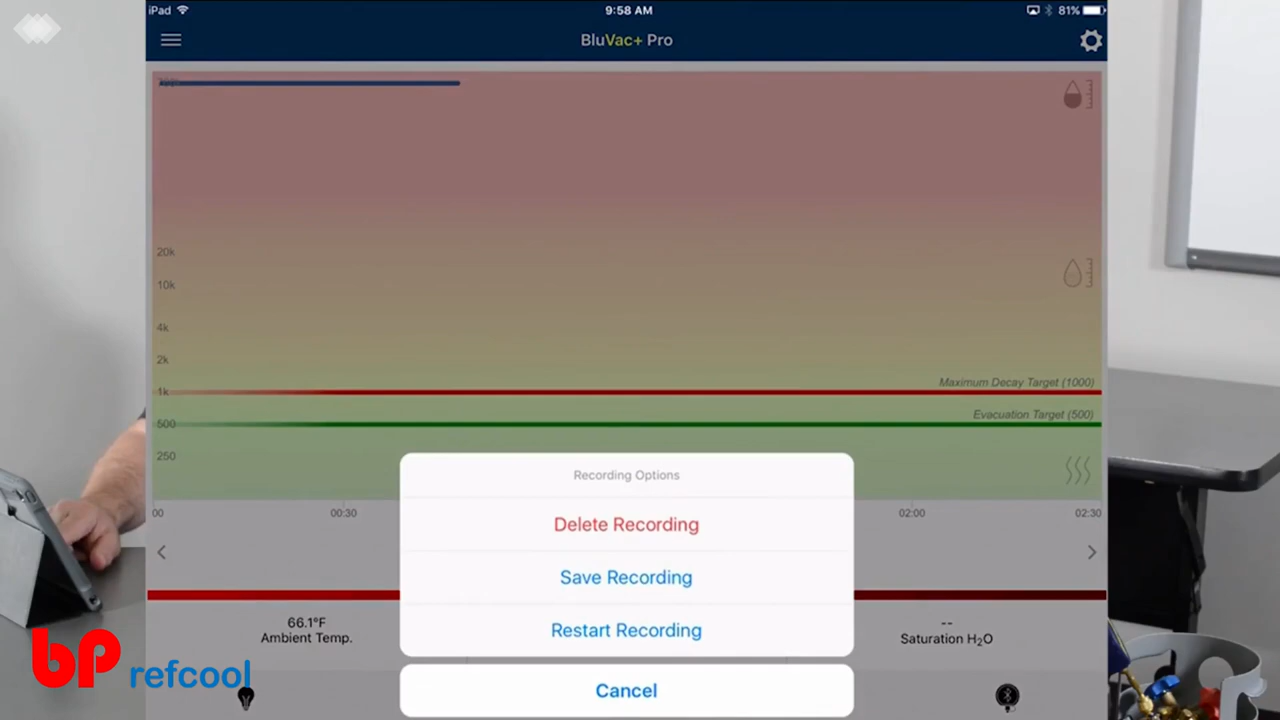 iPad 9:58 AM 81%
BluVac+ Pro
20k
10k
4k
2k
Maximum Decay Target (1000)
1k
Evacuation Target (500)
500
250
Recording Options
00 00:30 02:00 02:30
Delete Recording
Save Recording
66.1°F --
Ambient Temp. Saturation H₂O
Restart Recording
bp refcool
Cancel